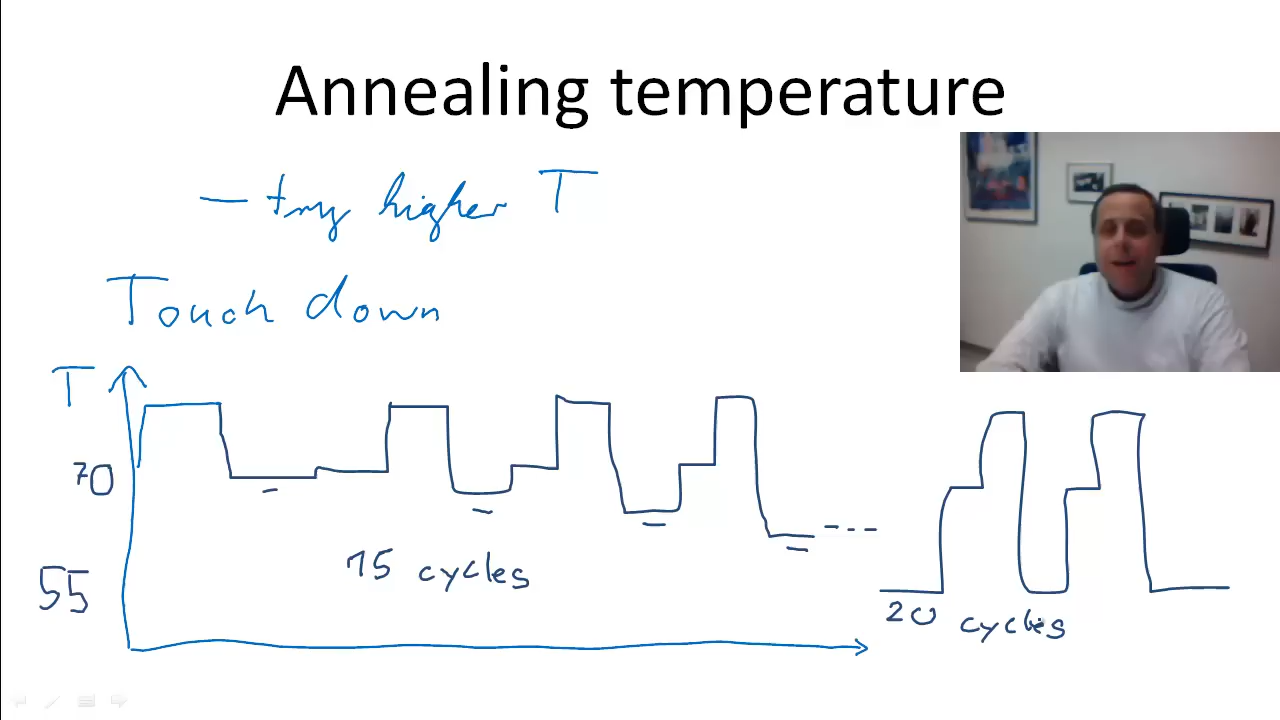 Annealing temperature
– try higher T
Touch down
T
70
55
15 cycles
---
20 cycles